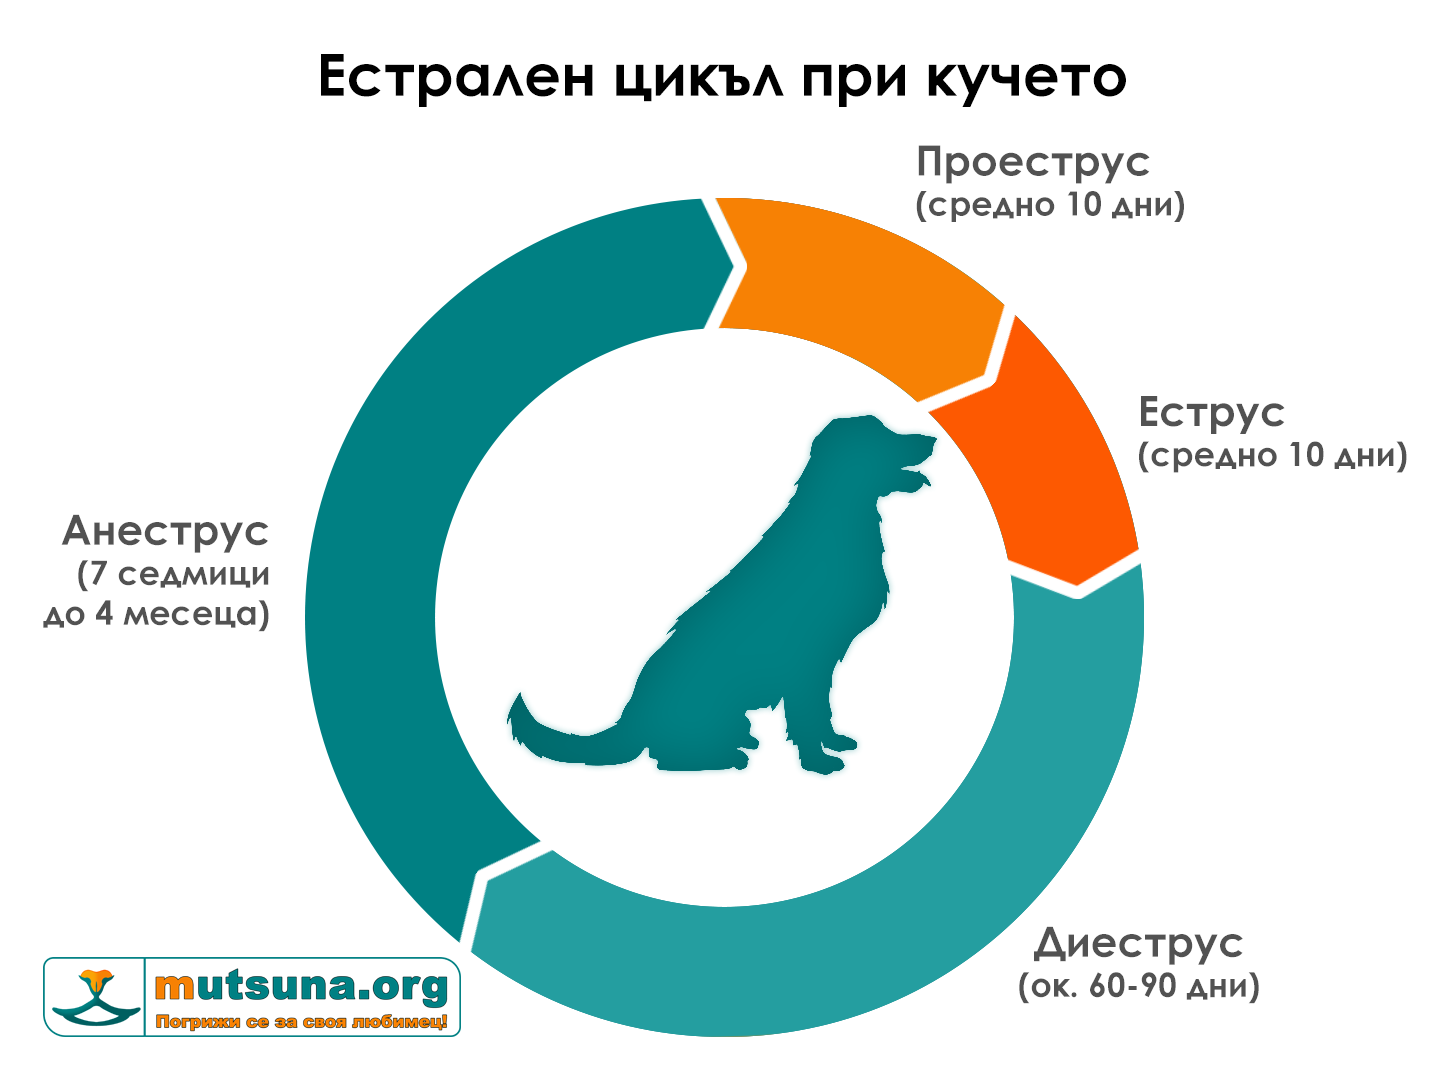 Естрален цикъл при кучето
Проеструс
(средно 10 дни)
Еструс
(средно 10 дни)
Анеструс
(7 седмици
до 4 месеца)
Диеструс
(ок. 60-90 дни)
mutsuna.org
Погрижи се за своя любимец!